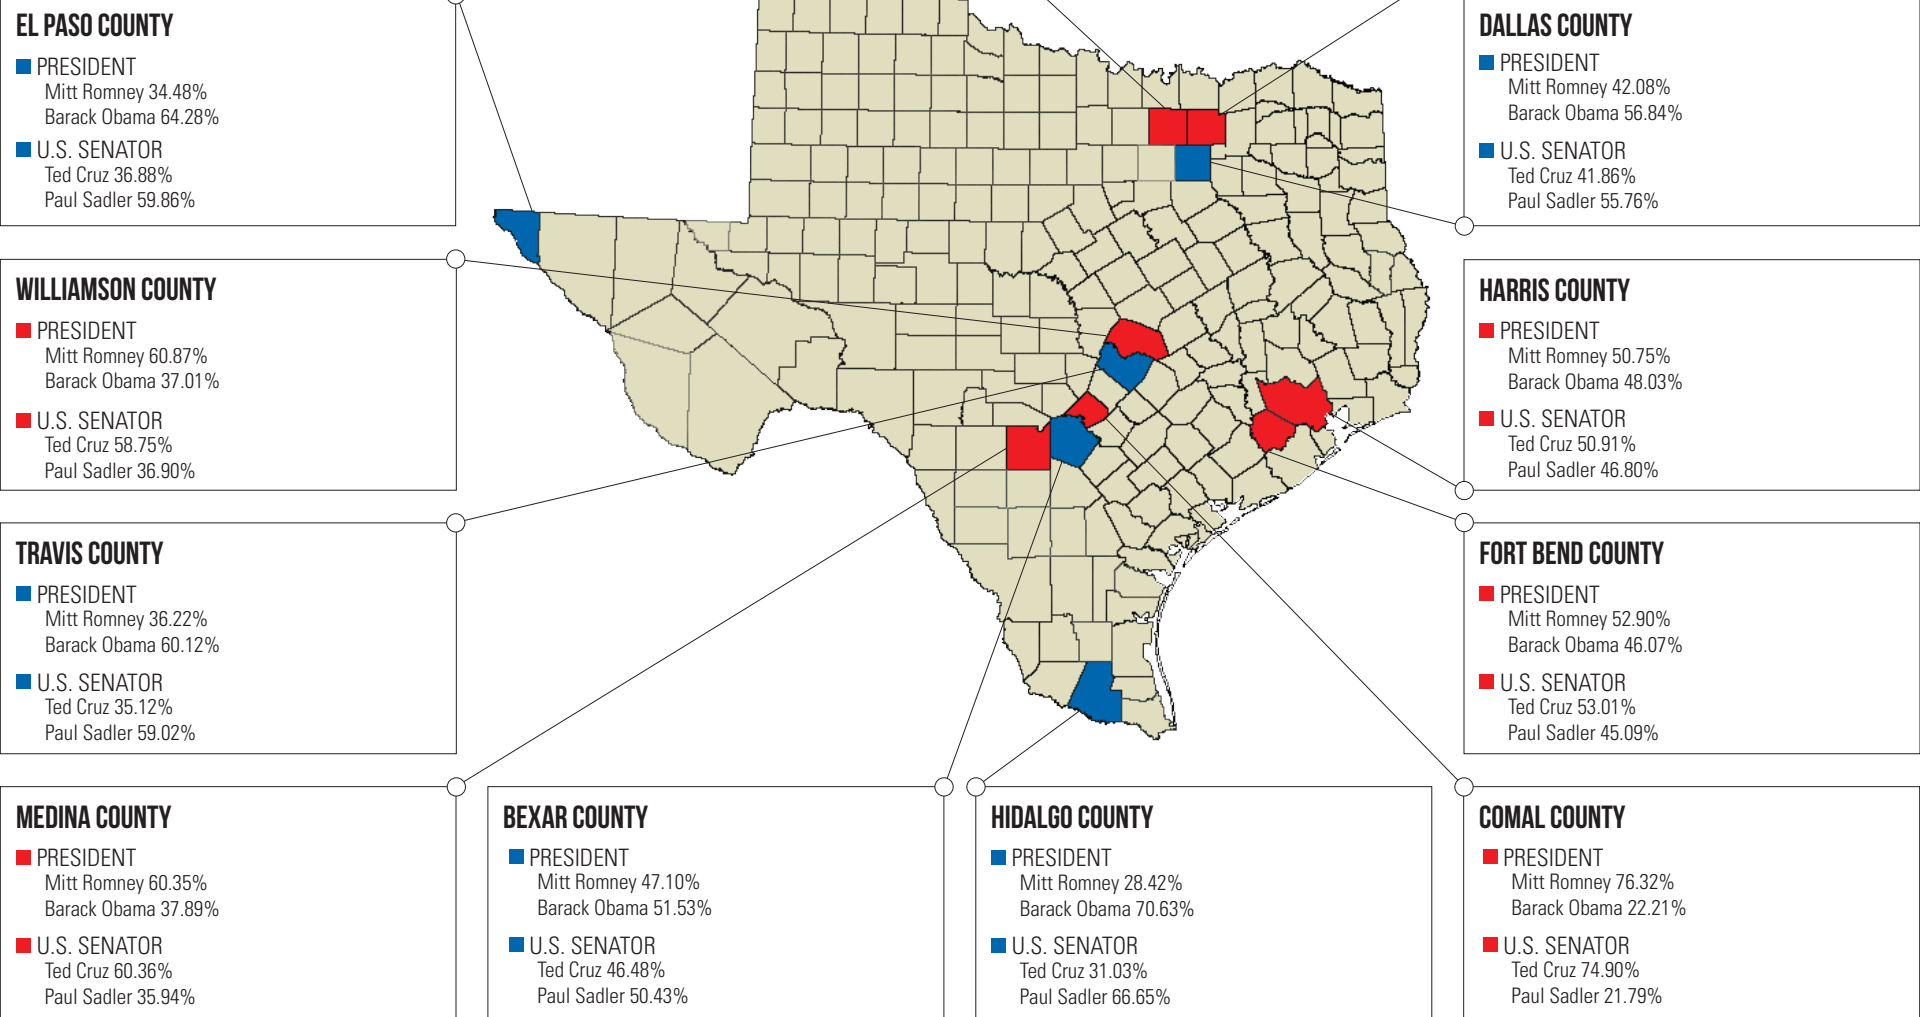 EL PASO COUNTY
PRESIDENT
Mitt Romney 34.48%
Barack Obama 64.28%
U.S. SENATOR
Ted Cruz 36.88%
Paul Sadler 59.86%
DALLAS COUNTY
PRESIDENT
Mitt Romney 42.08%
Barack Obama 56.84%
U.S. SENATOR
Ted Cruz 41.86%
Paul Sadler 55.76%
WILLIAMSON COUNTY
PRESIDENT
Mitt Romney 60.87%
Barack Obama 37.01%
U.S. SENATOR
Ted Cruz 58.75%
Paul Sadler 36.90%
HARRIS COUNTY
PRESIDENT
Mitt Romney 50.75%
Barack Obama 48.03%
U.S. SENATOR
Ted Cruz 50.91%
Paul Sadler 46.80%
TRAVIS COUNTY
PRESIDENT
Mitt Romney 36.22%
Barack Obama 60.12%
U.S. SENATOR
Ted Cruz 35.12%
Paul Sadler 59.02%
FORT BEND COUNTY
PRESIDENT
Mitt Romney 52.90%
Barack Obama 46.07%
U.S. SENATOR
Ted Cruz 53.01%
Paul Sadler 45.09%
MEDINA COUNTY
PRESIDENT
Mitt Romney 60.35%
Barack Obama 37.89%
U.S. SENATOR
Ted Cruz 60.36%
Paul Sadler 35.94%
BEXAR COUNTY
PRESIDENT
Mitt Romney 47.10%
Barack Obama 51.53%
U.S. SENATOR
Ted Cruz 46.48%
Paul Sadler 50.43%
HIDALGO COUNTY
PRESIDENT
Mitt Romney 28.42%
Barack Obama 70.63%
U.S. SENATOR
Ted Cruz 31.03%
Paul Sadler 66.65%
COMAL COUNTY
PRESIDENT
Mitt Romney 76.32%
Barack Obama 22.21%
U.S. SENATOR
Ted Cruz 74.90%
Paul Sadler 21.79%